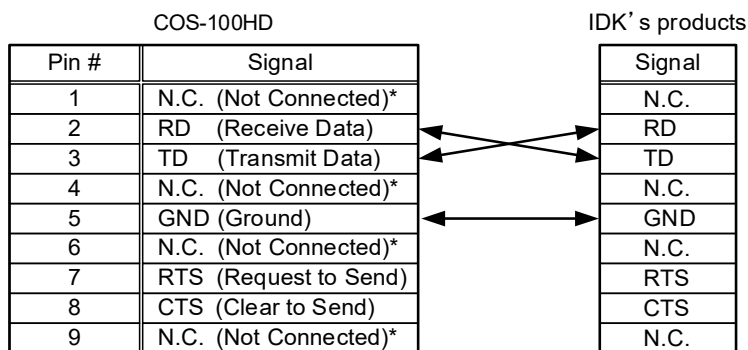 COS-100HD IDK’s products
Pin # Signal Signal
1 N.C. (Not Connected)* N.C.
2 RD (Receive Data) RD
3 TD (Transmit Data) TD
4 N.C. (Not Connected)* N.C.
5 GND (Ground) GND
6 N.C. (Not Connected)* N.C.
7 RTS (Request to Send) RTS
8 CTS (Clear to Send) CTS
9 N.C. (Not Connected)* N.C.